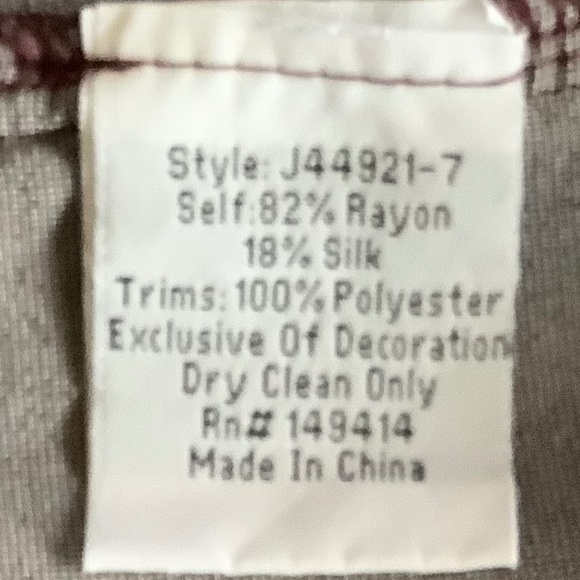 Style: J44921-7
Self:82% Rayon
18% Silk
Trims:100% Polyester
Exclusive Of Decoration
Dry Clean Only
Rn# 149414
Made In China